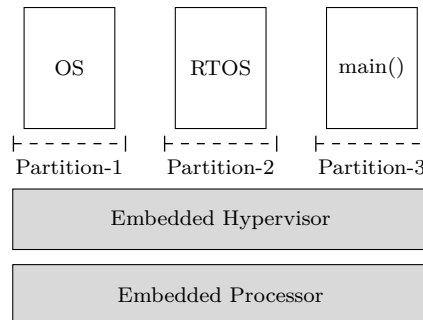 OS RTOS main()
Partition-1 Partition-2 Partition-3
Embedded Hypervisor
Embedded Processor